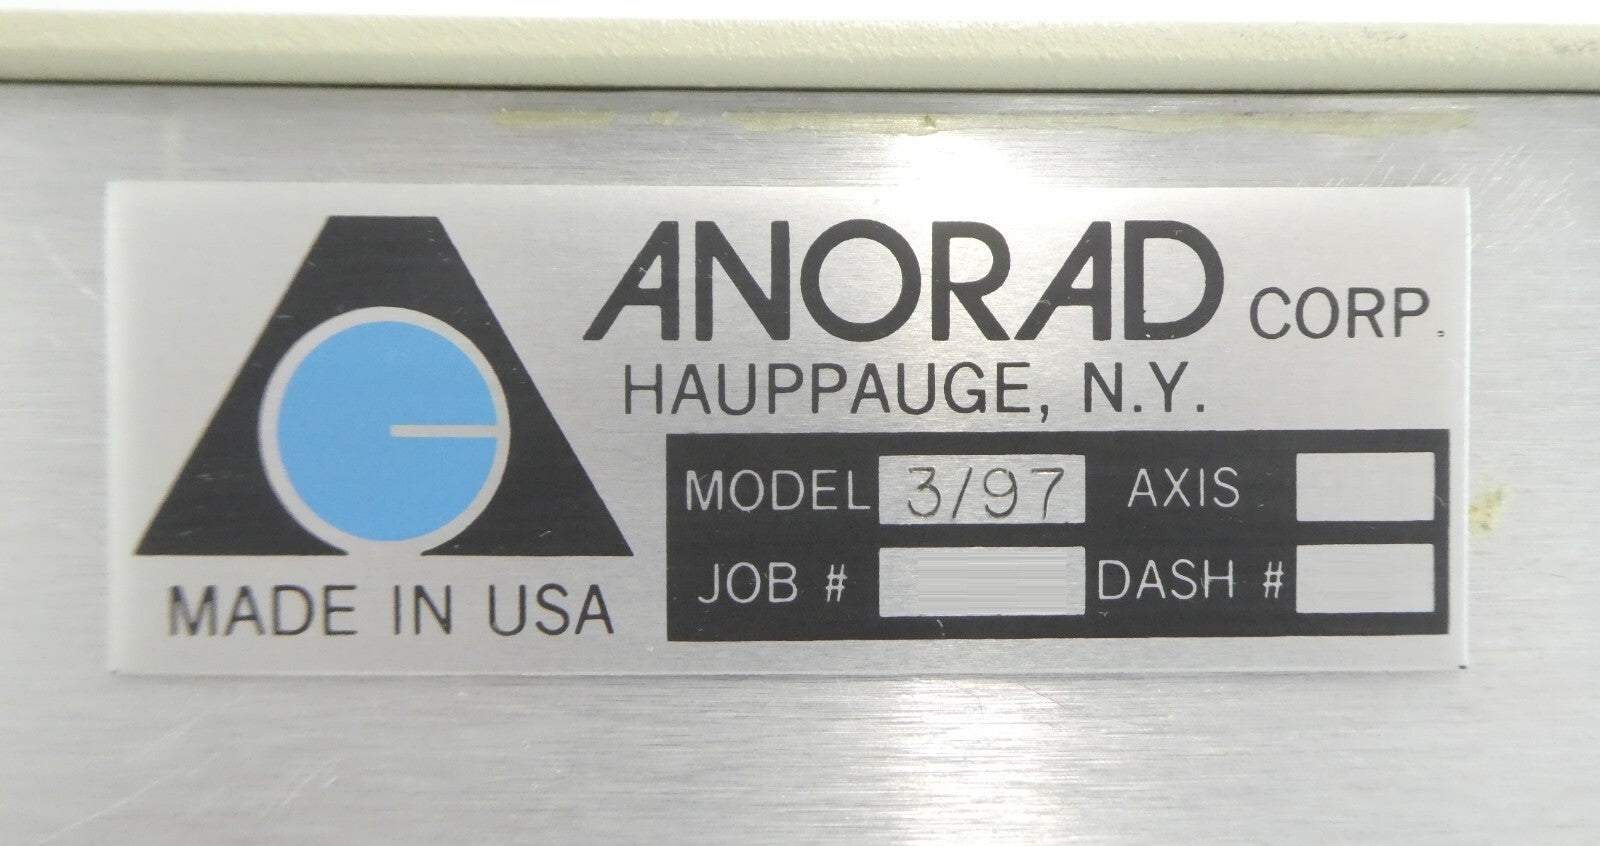 ANORAD CORP.
HAUPPAUGE, N.Y.
MODEL 3/97 AXIS
JOB # DASH #
MADE IN USA